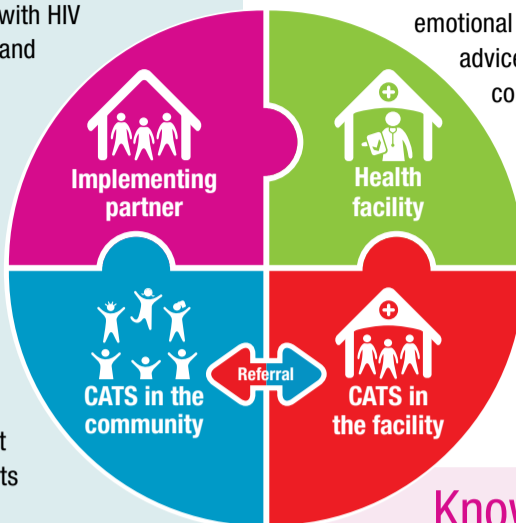 with HIV
and
emotional
advice
co
Implementing
partner
Health
facility
Referral
CATS in the
community
CATS in
the facility
t
ts
Know